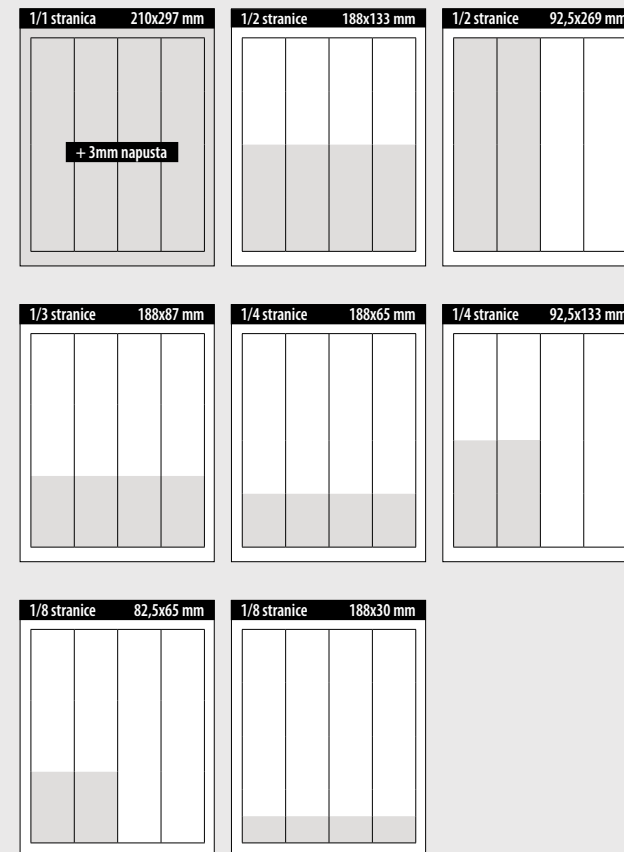 1/1 stranica 210x297 mm
1/2 stranice 188x133 mm
1/2 stranice 92,5x269 mm
+ 3mm napusta
1/3 stranice 188x87 mm
1/4 stranice 188x65 mm
1/4 stranice 92,5x133 mm
1/8 stranice 82,5x65 mm
1/8 stranice 188x30 mm